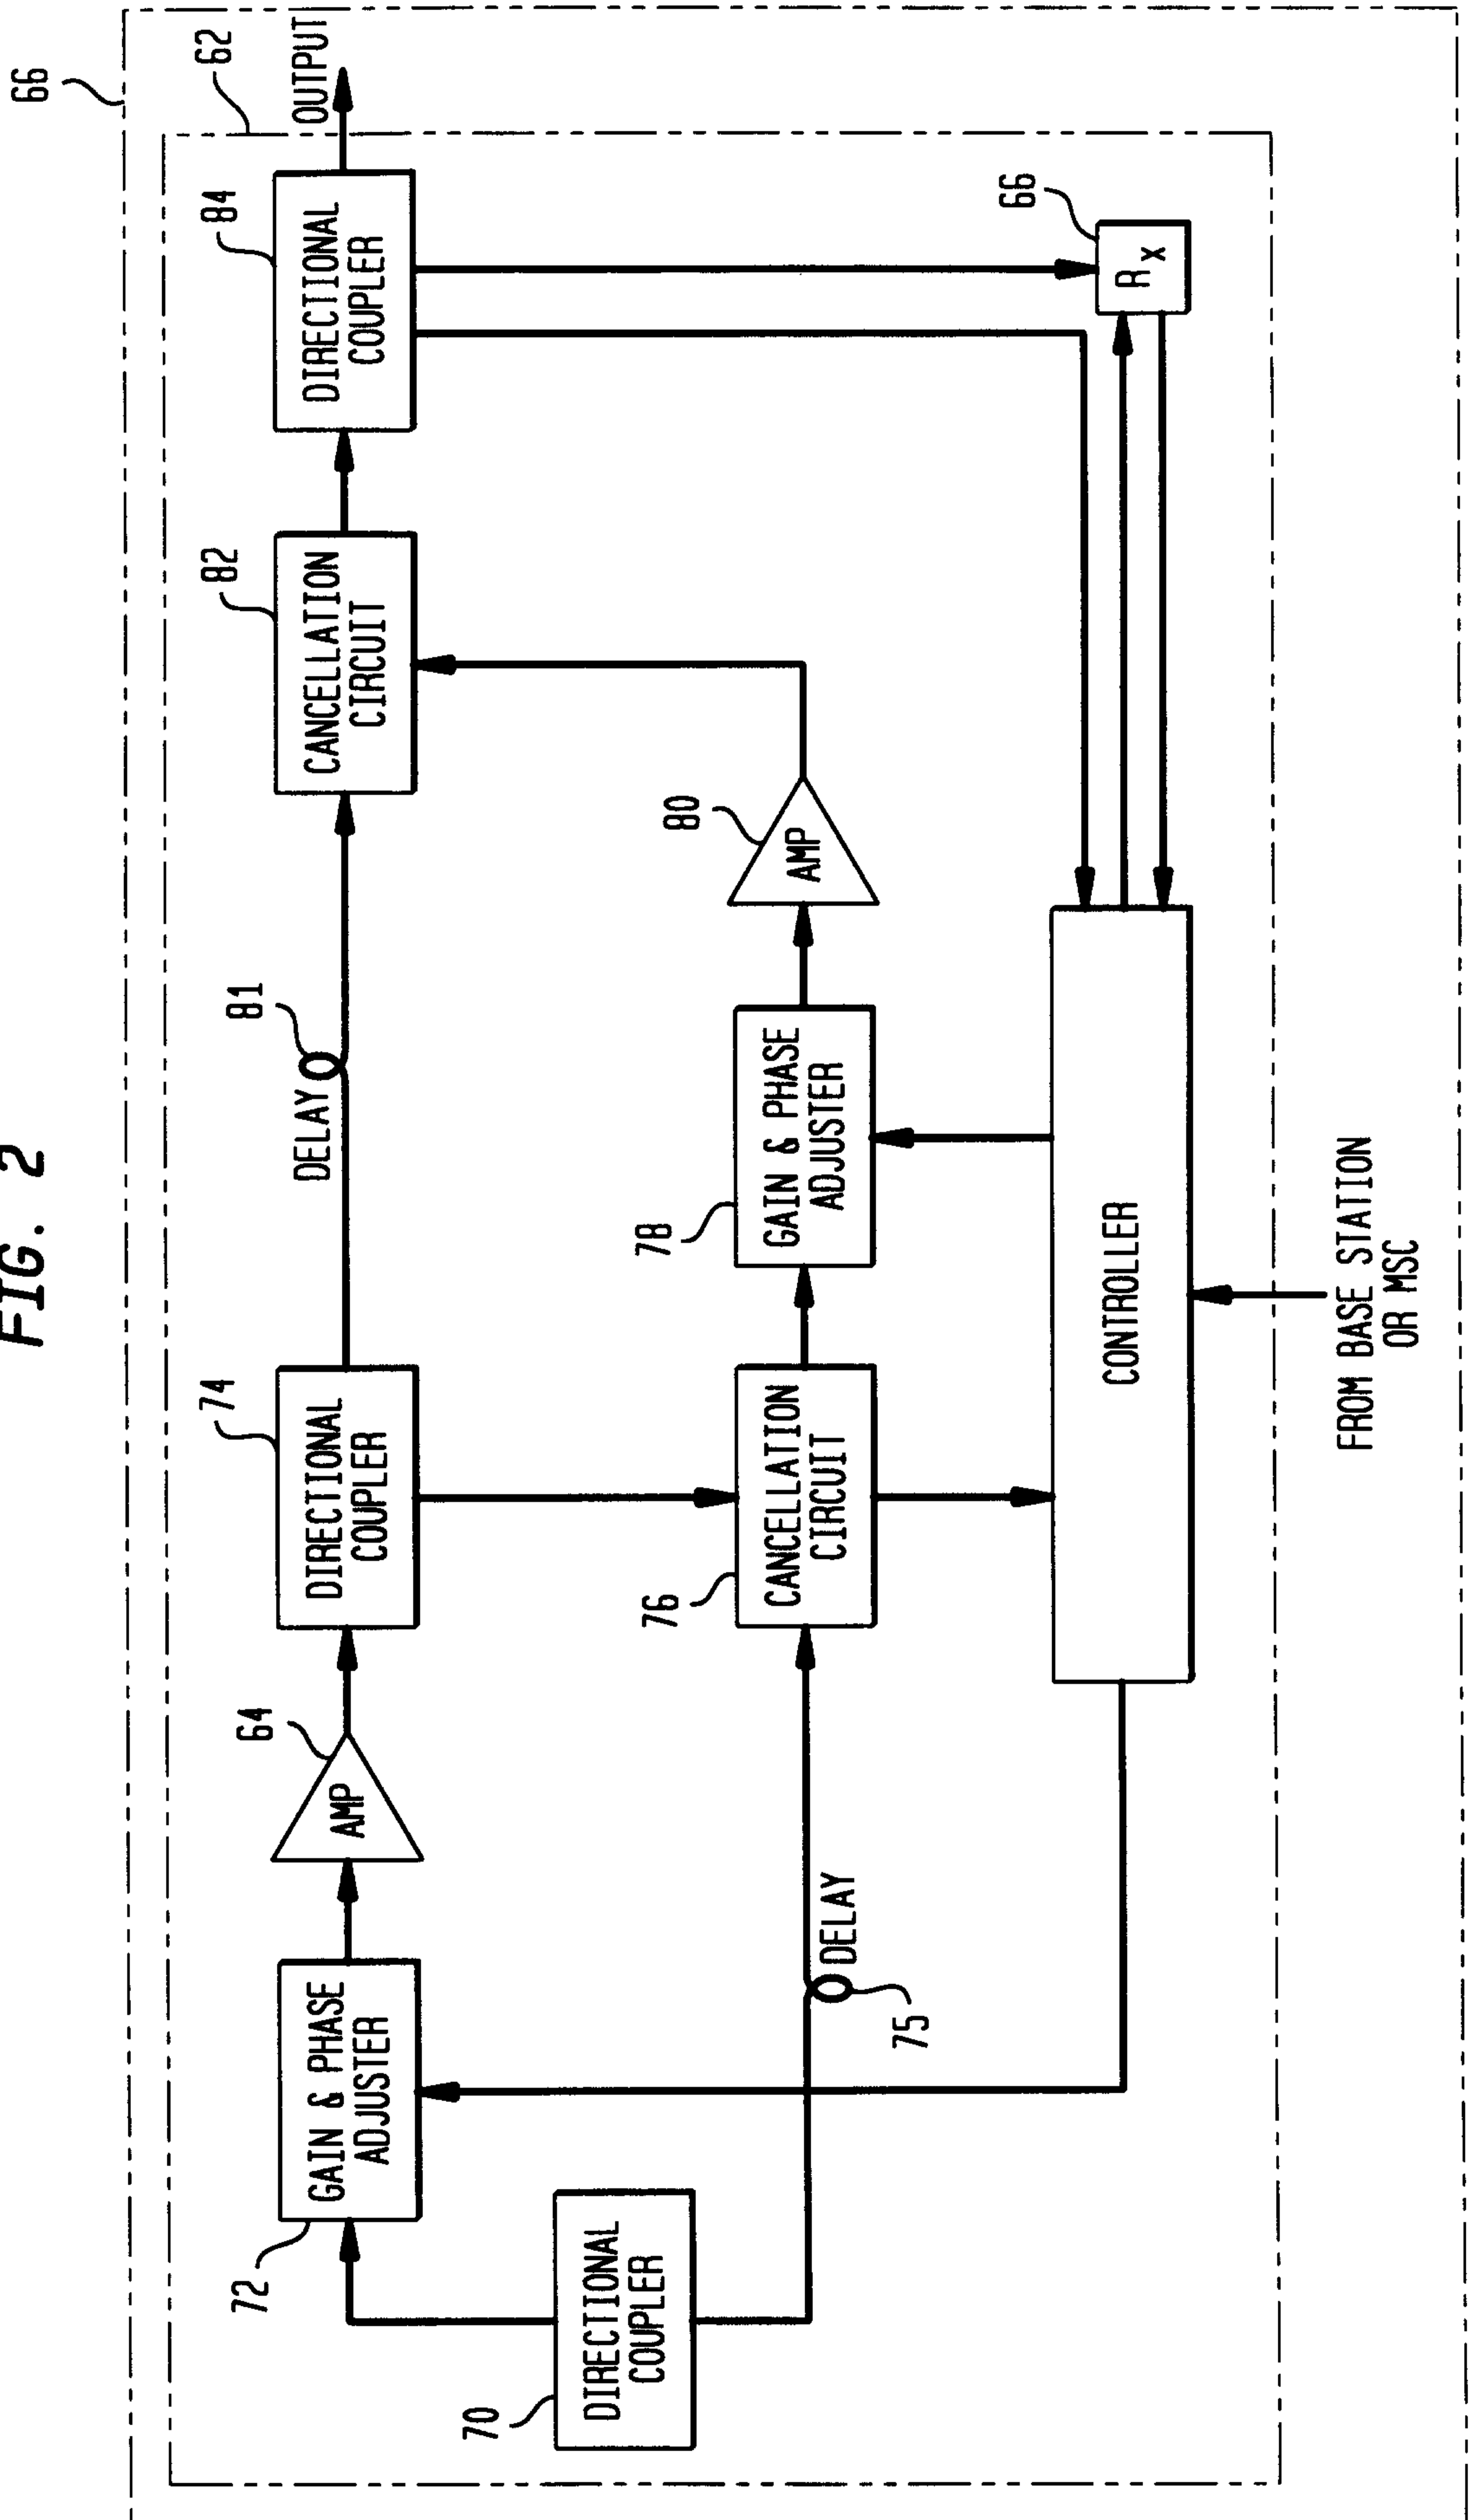 FIG. 2
66
62
OUTPUT
72
GAIN & PHASE
ADJUSTER
64
AMP
74
DIRECTIONAL
COUPLER
DELAY
81
82
CANCELLATION
CIRCUIT
84
DIRECTIONAL
COUPLER
70
DIRECTIONAL
COUPLER
75
DELAY
76
CANCELLATION
CIRCUIT
78
GAIN & PHASE
ADJUSTER
80
AMP
CONTROLLER
66
Rx
FROM BASE STATION
OR MSC